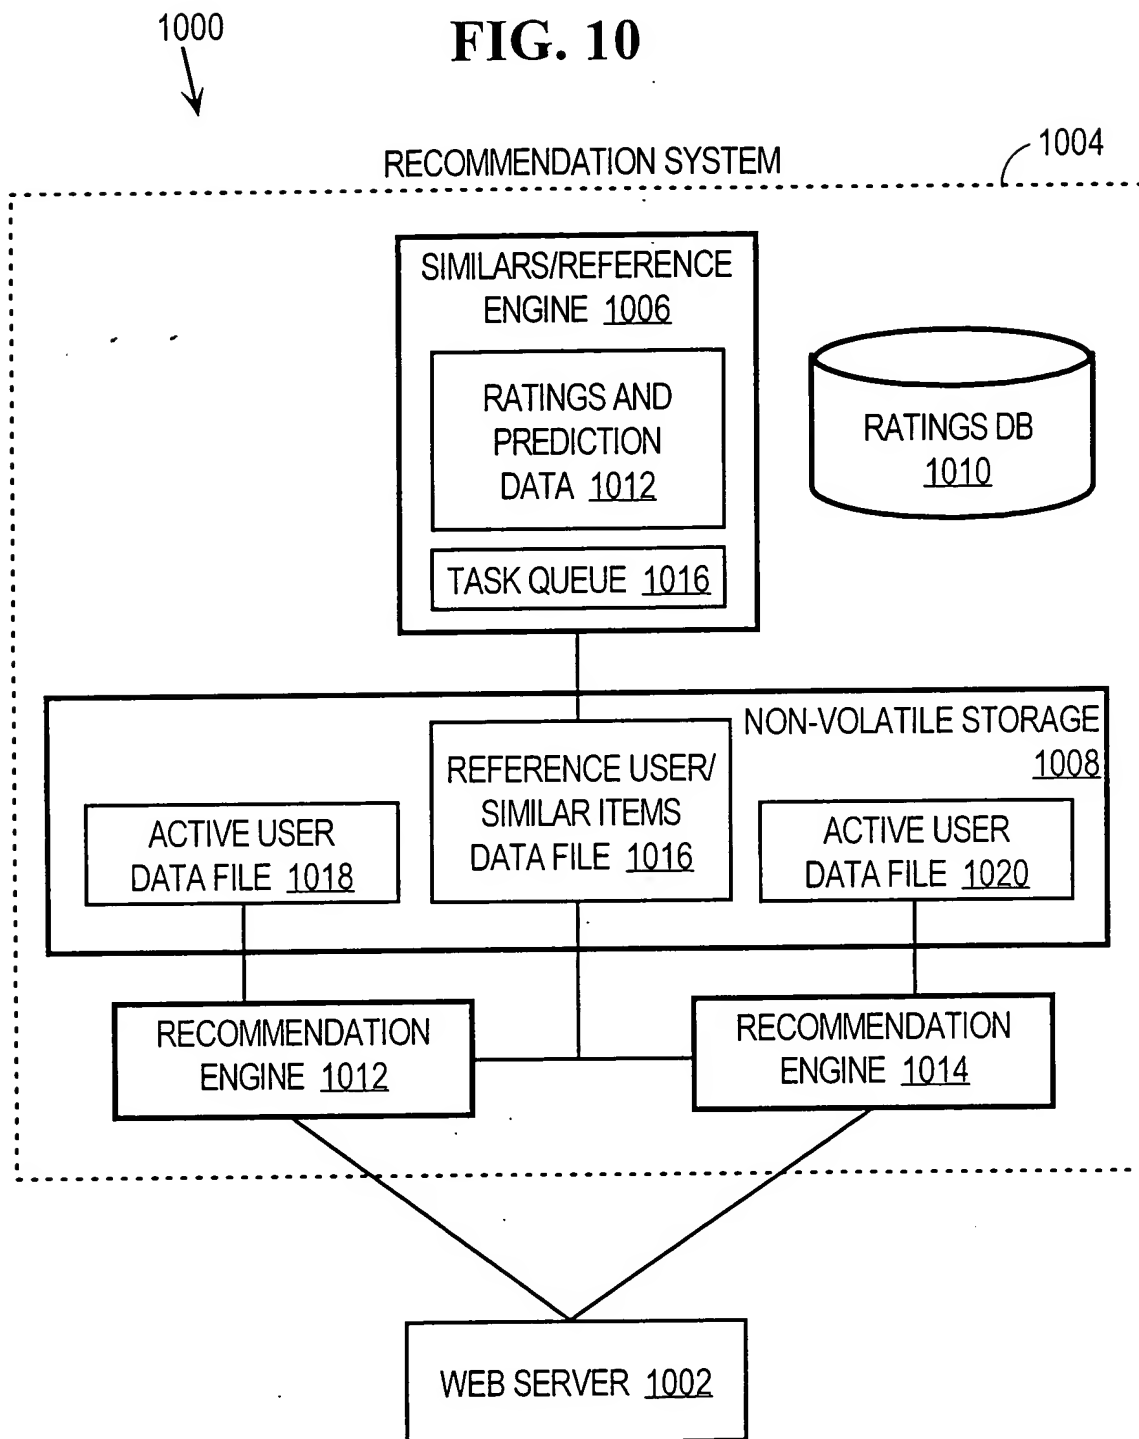 1000
FIG. 10
1004
RECOMMENDATION SYSTEM
SIMILARS/REFERENCE
ENGINE 1006
RATINGS AND
PREDICTION
DATA 1012
TASK QUEUE 1016
RATINGS DB
1010
NON-VOLATILE STORAGE
1008
REFERENCE USER/
SIMILAR ITEMS
DATA FILE 1016
ACTIVE USER
DATA FILE 1018
ACTIVE USER
DATA FILE 1020
RECOMMENDATION
ENGINE 1012
RECOMMENDATION
ENGINE 1014
WEB SERVER 1002